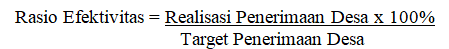 Rasio Efektivitas = Realisasi Penerimaan Desa x 100%
Target Penerimaan Desa